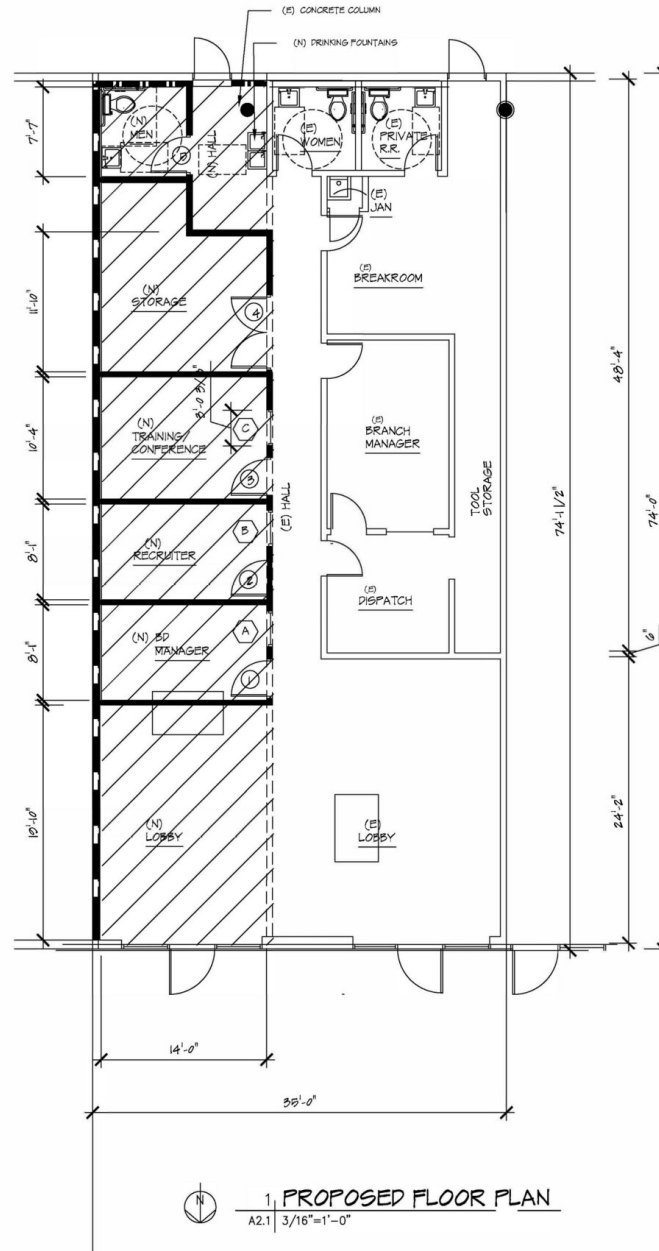 (E) CONCRETE COLUMN
(N) DRINKING FOUNTAINS
7'-7"
(N)
MEN
D
(N) HALL
(E)
WOMEN
(E)
PRIVATE
R.R.
(E)
JAN
(E)
BREAKROOM
11'-10"
(N)
STORAGE
4
48'-4"
10'-4"
(N)
TRAINING/
CONFERENCE
C
3
(E)
BRANCH
MANAGER
TOOL
STORAGE
74'-1 1/2"
74'-0"
(E) HALL
8'-1"
(N)
RECRUITER
B
2
(E)
DISPATCH
8'-1"
(N) BD
MANAGER
A
1
6"
15'-10"
(N)
LOBBY
(E)
LOBBY
24'-2"
14'-0"
35'-0"
N
1 PROPOSED FLOOR PLAN
A2.1 3/16"=1'-0"